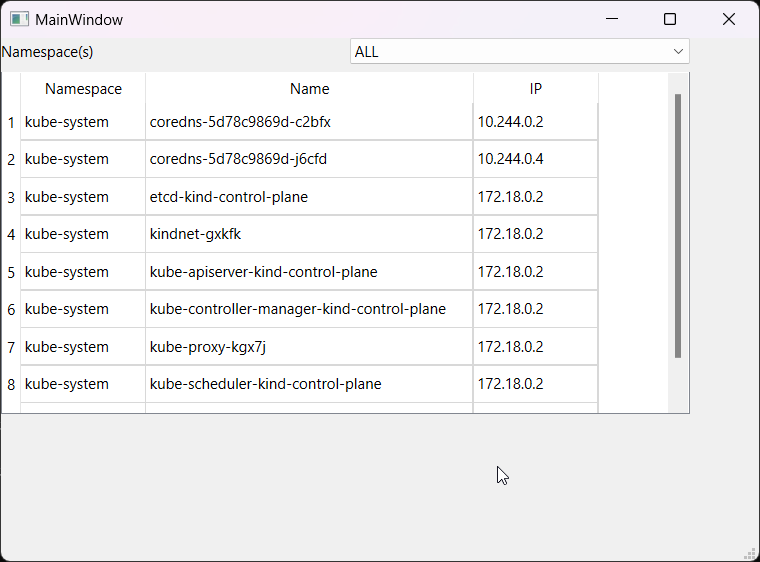 MainWindow
Namespace(s) ALL
Namespace Name IP
1 kube-system coredns-5d78c9869d-c2bfx 10.244.0.2
2 kube-system coredns-5d78c9869d-j6cfd 10.244.0.4
3 kube-system etcd-kind-control-plane 172.18.0.2
4 kube-system kindnet-gxkfk 172.18.0.2
5 kube-system kube-apiserver-kind-control-plane 172.18.0.2
6 kube-system kube-controller-manager-kind-control-plane 172.18.0.2
7 kube-system kube-proxy-kgx7j 172.18.0.2
8 kube-system kube-scheduler-kind-control-plane 172.18.0.2